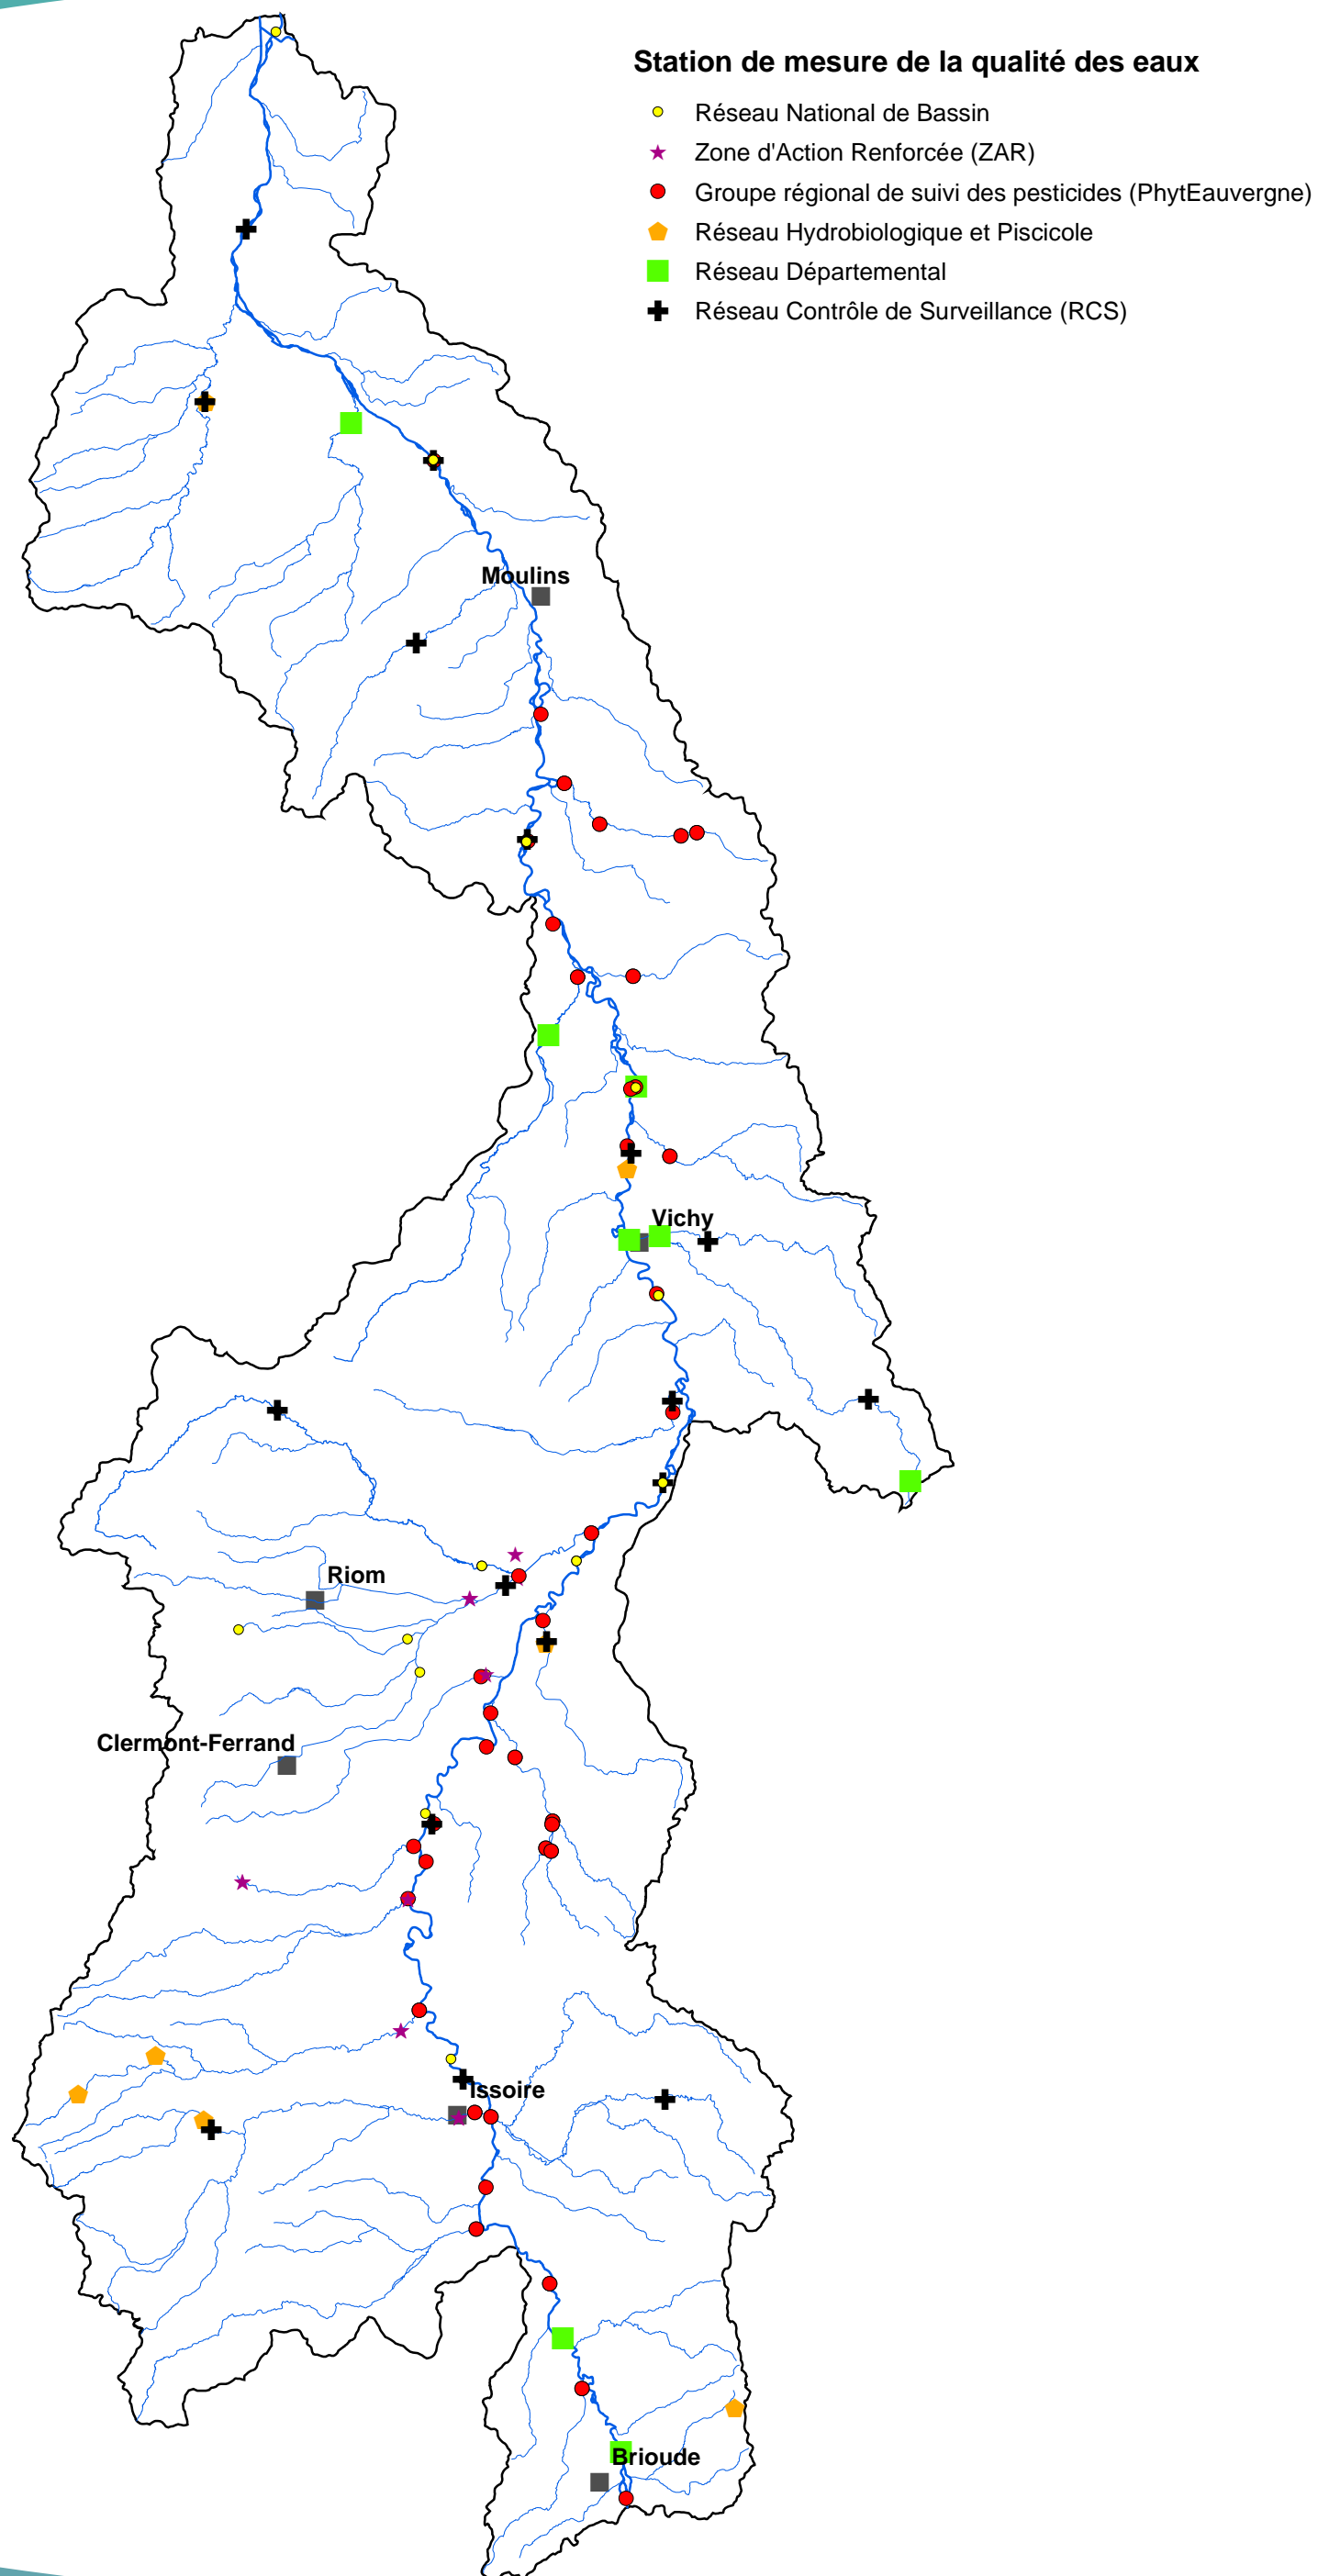 Station de mesure de la qualité des eaux
Réseau National de Bassin
Zone d'Action Renforcée (ZAR)
Groupe régional de suivi des pesticides (PhytEauvergne)
Réseau Hydrobiologique et Piscicole
Réseau Départemental
Réseau Contrôle de Surveillance (RCS)
Moulins
Vichy
Riom
Clermont-Ferrand
Issoire
Brioude